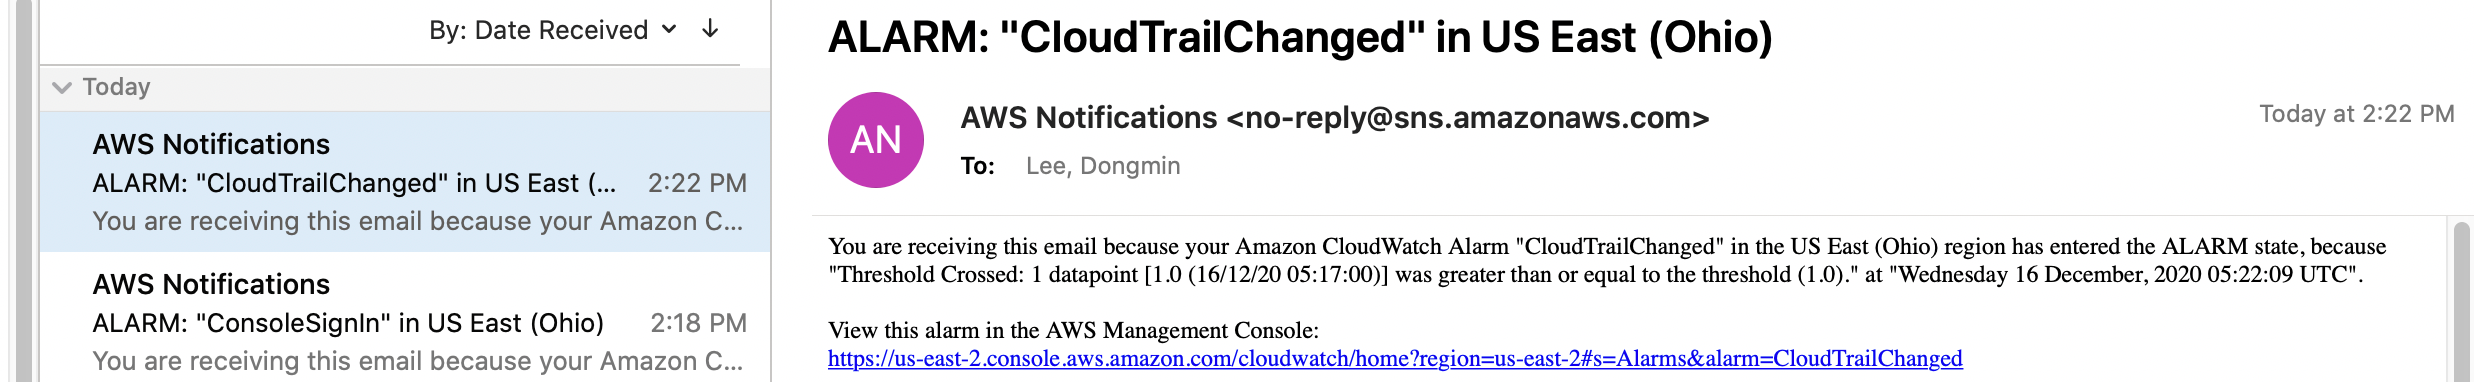 By: Date Received
Today
AWS Notifications
ALARM: "CloudTrailChanged" in US East (... 2:22 PM
You are receiving this email because your Amazon C...
AWS Notifications
ALARM: "ConsoleSignIn" in US East (Ohio) 2:18 PM
You are receiving this email because your Amazon C...
ALARM: "CloudTrailChanged" in US East (Ohio)
AN
AWS Notifications <no-reply@sns.amazonaws.com>
Today at 2:22 PM
To: Lee, Dongmin
You are receiving this email because your Amazon CloudWatch Alarm "CloudTrailChanged" in the US East (Ohio) region has entered the ALARM state, because
"Threshold Crossed: 1 datapoint [1.0 (16/12/20 05:17:00)] was greater than or equal to the threshold (1.0)." at "Wednesday 16 December, 2020 05:22:09 UTC".
View this alarm in the AWS Management Console:
https://us-east-2.console.aws.amazon.com/cloudwatch/home?region=us-east-2#s=Alarms&alarm=CloudTrailChanged